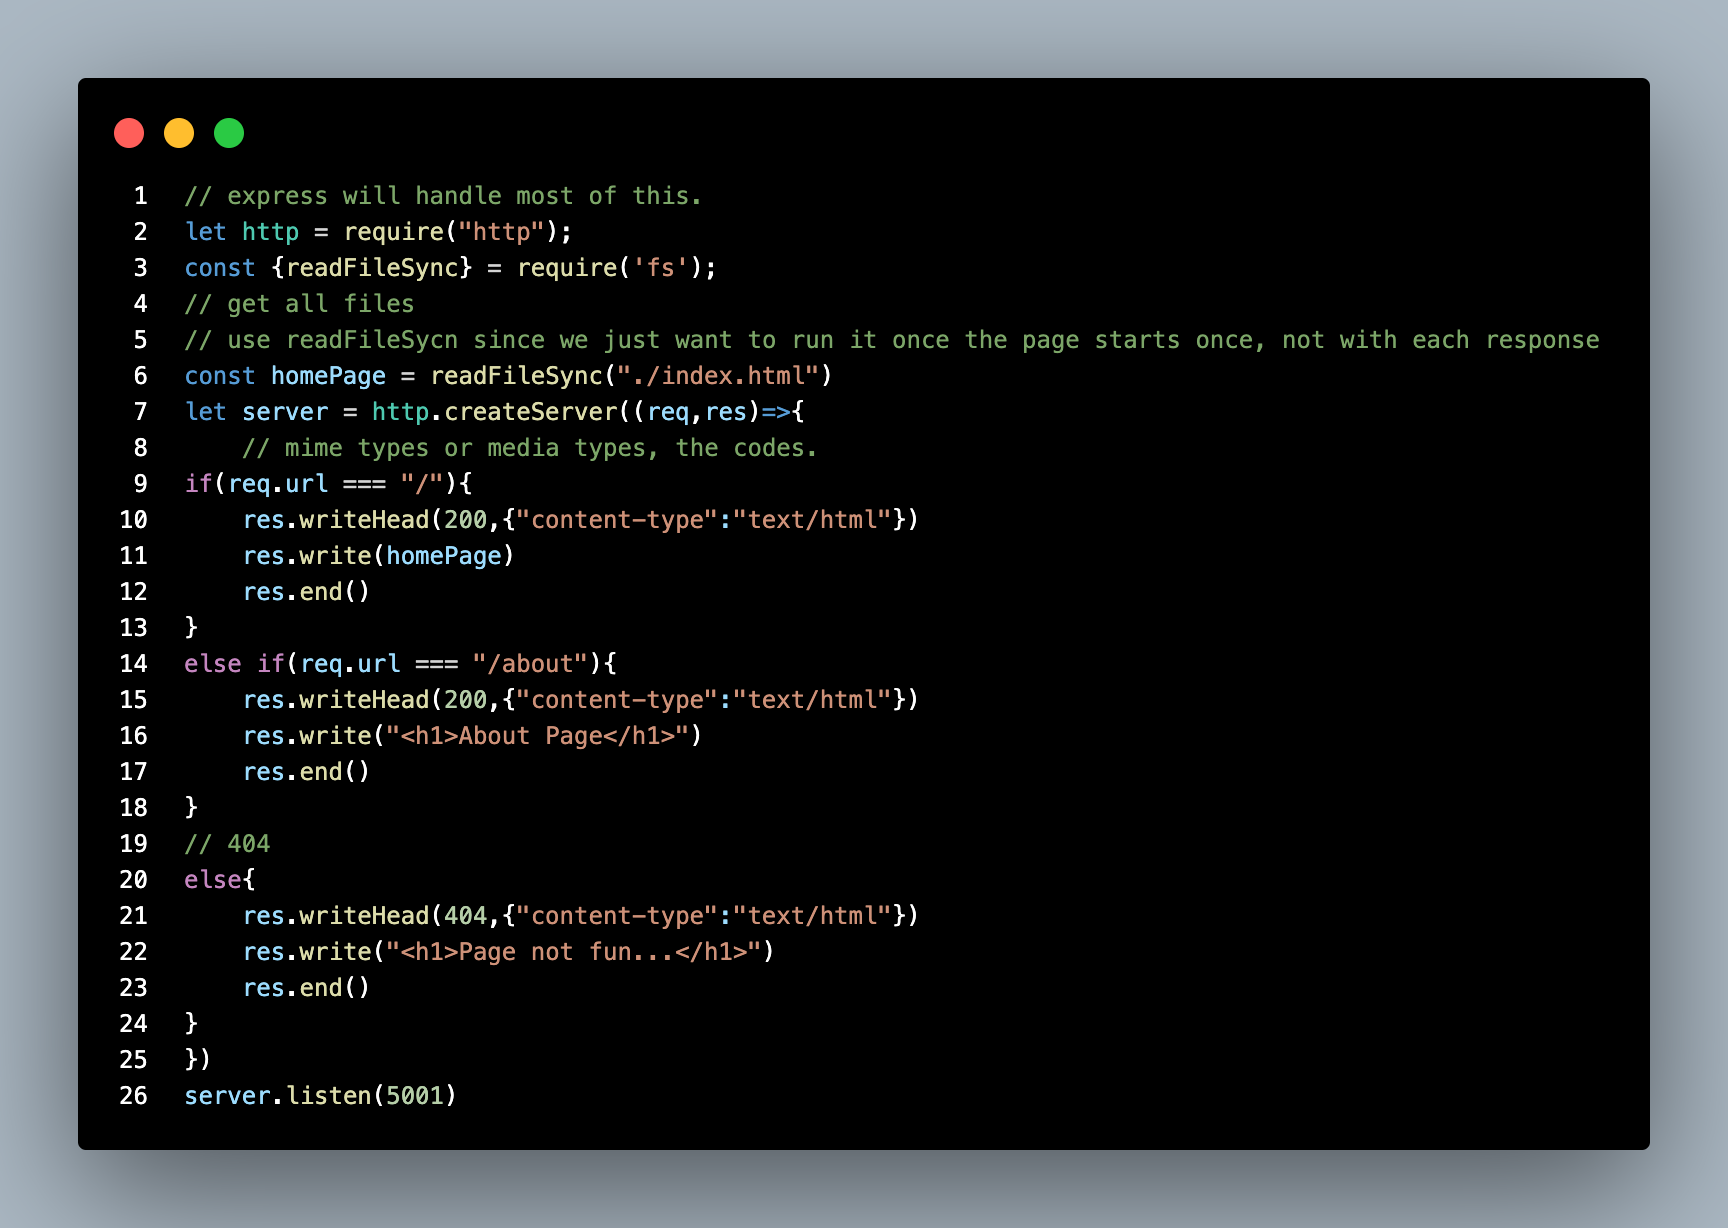 1 // express will handle most of this.
2 let http = require("http");
3 const {readFileSync} = require('fs');
4 // get all files
5 // use readFileSycn since we just want to run it once the page starts once, not with each response
6 const homePage = readFileSync("./index.html")
7 let server = http.createServer((req,res)=>{
8     // mime types or media types, the codes.
9 if(req.url === "/"){
10     res.writeHead(200,{"content-type":"text/html"})
11     res.write(homePage)
12     res.end()
13 }
14 else if(req.url === "/about"){
15     res.writeHead(200,{"content-type":"text/html"})
16     res.write("<h1>About Page</h1>")
17     res.end()
18 }
19 // 404
20 else{
21     res.writeHead(404,{"content-type":"text/html"})
22     res.write("<h1>Page not fun...</h1>")
23     res.end()
24 }
25 })
26 server.listen(5001)